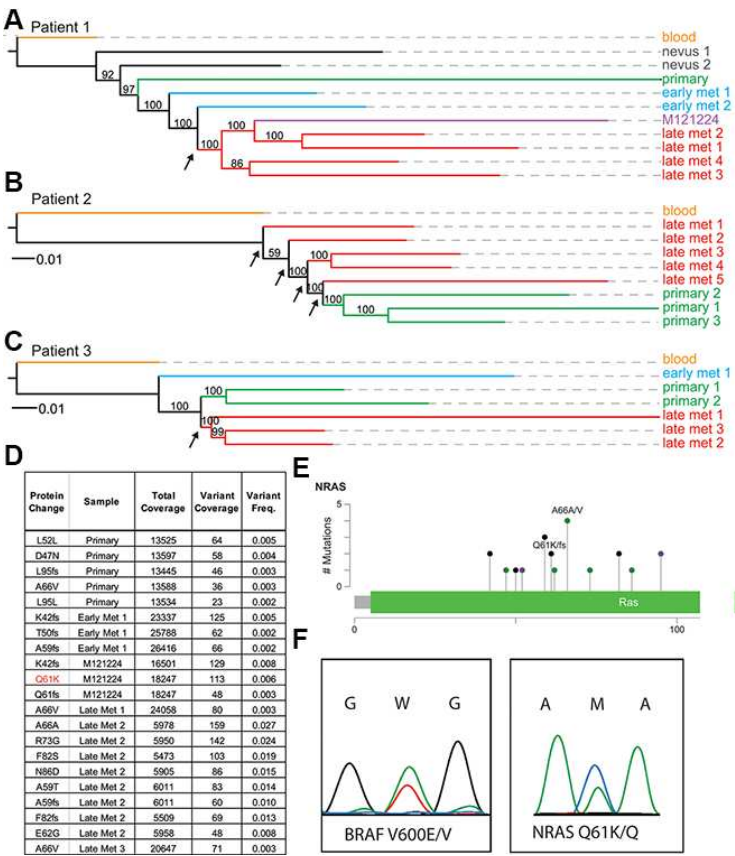 A
Patient 1
blood
nevus 1
nevus 2
primary
early met 1
early met 2
M121224
late met 2
late met 1
late met 4
late met 3
92
97
100
100
100
100
100
86
B
Patient 2
blood
late met 1
late met 2
late met 3
late met 4
late met 5
primary 2
primary 1
primary 3
0.01
59
100
100
100
100
100
C
Patient 3
blood
early met 1
primary 1
primary 2
late met 1
late met 3
late met 2
0.01
100
100
100
99
D
Protein Change Sample Total Coverage Variant Coverage Variant Freq.
L52L Primary 13525 64 0.005
D47N Primary 13597 58 0.004
L95fs Primary 13445 46 0.003
A66V Primary 13588 36 0.003
L95L Primary 13534 23 0.002
K42fs Early Met 1 23337 125 0.005
T50fs Early Met 1 25788 62 0.002
A59fs Early Met 1 26416 66 0.002
K42fs M121224 16501 129 0.008
Q61K M121224 18247 113 0.006
Q61fs M121224 18247 48 0.003
A66V Late Met 1 24058 80 0.003
A66A Late Met 2 5978 159 0.027
R73G Late Met 2 5950 142 0.024
F82S Late Met 2 5473 103 0.019
N86D Late Met 2 5905 86 0.015
A59T Late Met 2 6011 83 0.014
A59fs Late Met 2 6011 60 0.010
F82fs Late Met 2 5509 69 0.013
E62G Late Met 2 5958 48 0.008
A66V Late Met 3 20647 71 0.003
E
NRAS
A66A/V
Q61K/fs
# Mutations
5
0
Ras
0
100
F
G W G
BRAF V600E/V
A M A
NRAS Q61K/Q